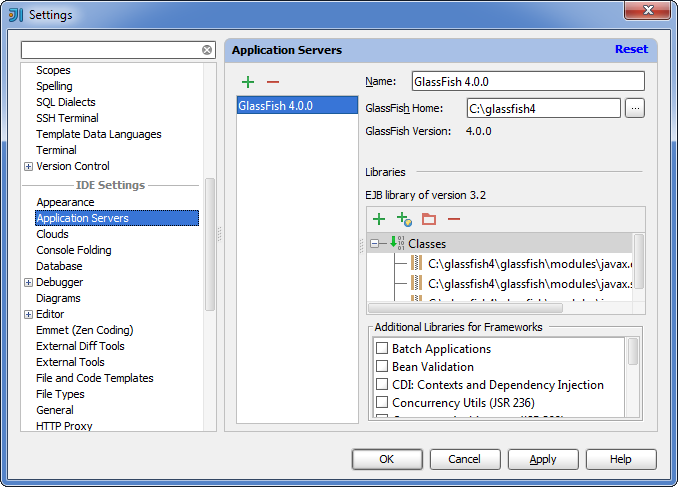 Settings
Scopes
Spelling
SQL Dialects
SSH Terminal
Template Data Languages
Terminal
Version Control
IDE Settings
Appearance
Application Servers
Clouds
Console Folding
Database
Debugger
Diagrams
Editor
Emmet (Zen Coding)
External Diff Tools
External Tools
File and Code Templates
File Types
General
HTTP Proxy
Application Servers
Reset
GlassFish 4.0.0
Name: GlassFish 4.0.0
GlassFish Home: C:\glassfish4 ...
GlassFish Version: 4.0.0
Libraries
EJB library of version 3.2
Classes
C:\glassfish4\glassfish\modules\javax.
C:\glassfish4\glassfish\modules\javax.
Additional Libraries for Frameworks
Batch Applications
Bean Validation
CDI: Contexts and Dependency Injection
Concurrency Utils (JSR 236)
OK Cancel Apply Help